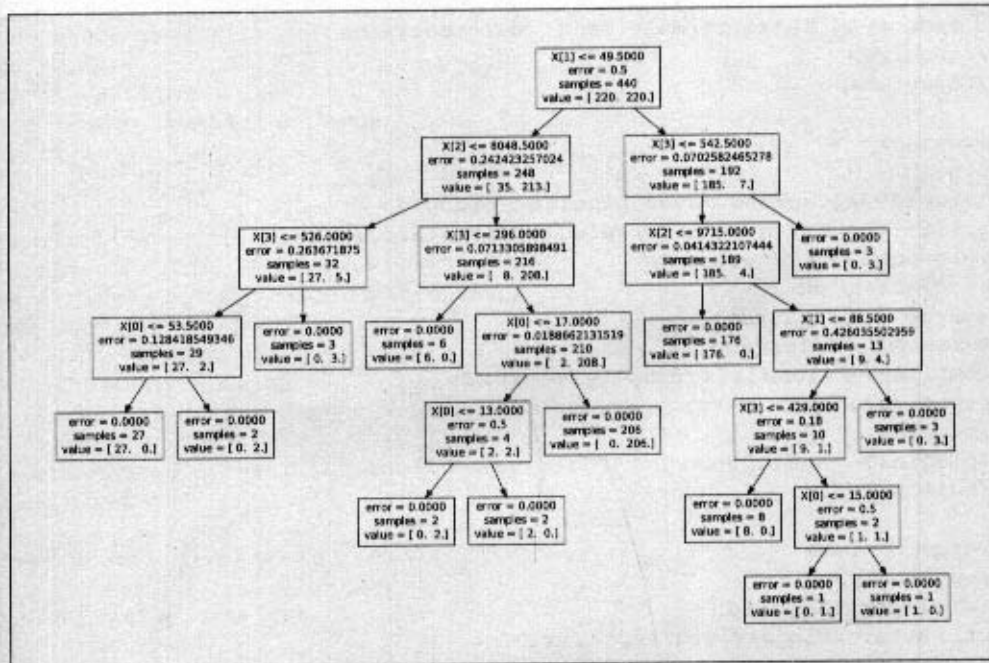 X[1] <= 49.5000
error = 0.5
samples = 440
value = [ 220. 220.]
X[2] <= 8048.5000
error = 0.242423257024
samples = 248
value = [ 35. 213.]
X[3] <= 542.5000
error = 0.0702582465278
samples = 192
value = [ 185. 7.]
X[3] <= 526.0000
error = 0.263671875
samples = 32
value = [ 27. 5.]
X[3] <= 296.0000
error = 0.0713305898491
samples = 216
value = [ 8. 208.]
X[2] <= 9715.0000
error = 0.0414322107444
samples = 189
value = [ 185. 4.]
error = 0.0000
samples = 3
value = [ 0. 3.]
X[0] <= 53.5000
error = 0.128418549346
samples = 29
value = [ 27. 2.]
error = 0.0000
samples = 3
value = [ 0. 3.]
error = 0.0000
samples = 6
value = [ 6. 0.]
X[0] <= 17.0000
error = 0.0188662131519
samples = 210
value = [ 2. 208.]
error = 0.0000
samples = 176
value = [ 176. 0.]
X[1] <= 88.5000
error = 0.426035502959
samples = 13
value = [ 9. 4.]
error = 0.0000
samples = 27
value = [ 27. 0.]
error = 0.0000
samples = 2
value = [ 0. 2.]
X[0] <= 13.0000
error = 0.5
samples = 4
value = [ 2. 2.]
error = 0.0000
samples = 206
value = [ 0. 206.]
X[3] <= 429.0000
error = 0.18
samples = 10
value = [ 9. 1.]
error = 0.0000
samples = 3
value = [ 0. 3.]
error = 0.0000
samples = 2
value = [ 0. 2.]
error = 0.0000
samples = 2
value = [ 2. 0.]
error = 0.0000
samples = 8
value = [ 8. 0.]
X[0] <= 15.0000
error = 0.5
samples = 2
value = [ 1. 1.]
error = 0.0000
samples = 1
value = [ 0. 1.]
error = 0.0000
samples = 1
value = [ 1. 0.]